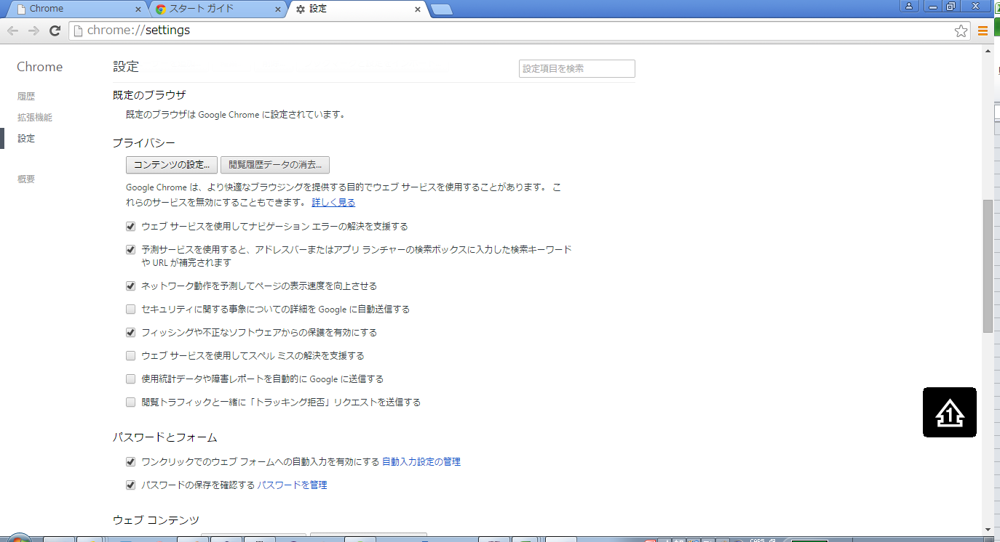 Chrome
スタート ガイド
設定
chrome://settings
Chrome
設定
設定項目を検索
履歴
拡張機能
設定
概要
既定のブラウザ
既定のブラウザは Google Chrome に設定されています。
プライバシー
コンテンツの設定...
閲覧履歴データの消去...
Google Chrome は、より快適なブラウジングを提供する目的でウェブ サービスを使用することがあります。 こ
れらのサービスを無効にすることもできます。 詳しく見る
ウェブ サービスを使用してナビゲーション エラーの解決を支援する
予測サービスを使用すると、アドレスバーまたはアプリ ランチャーの検索ボックスに入力した検索キーワード
や URL が補完されます
ネットワーク動作を予測してページの表示速度を向上させる
セキュリティに関する事象についての詳細を Google に自動送信する
フィッシングや不正なソフトウェアからの保護を有効にする
ウェブ サービスを使用してスペル ミスの解決を支援する
使用統計データや障害レポートを自動的に Google に送信する
閲覧トラフィックと一緒に「トラッキング拒否」リクエストを送信する
1
パスワードとフォーム
ワンクリックでのウェブ フォームへの自動入力を有効にする 自動入力設定の管理
パスワードの保存を確認する パスワードを管理
ウェブ コンテンツ